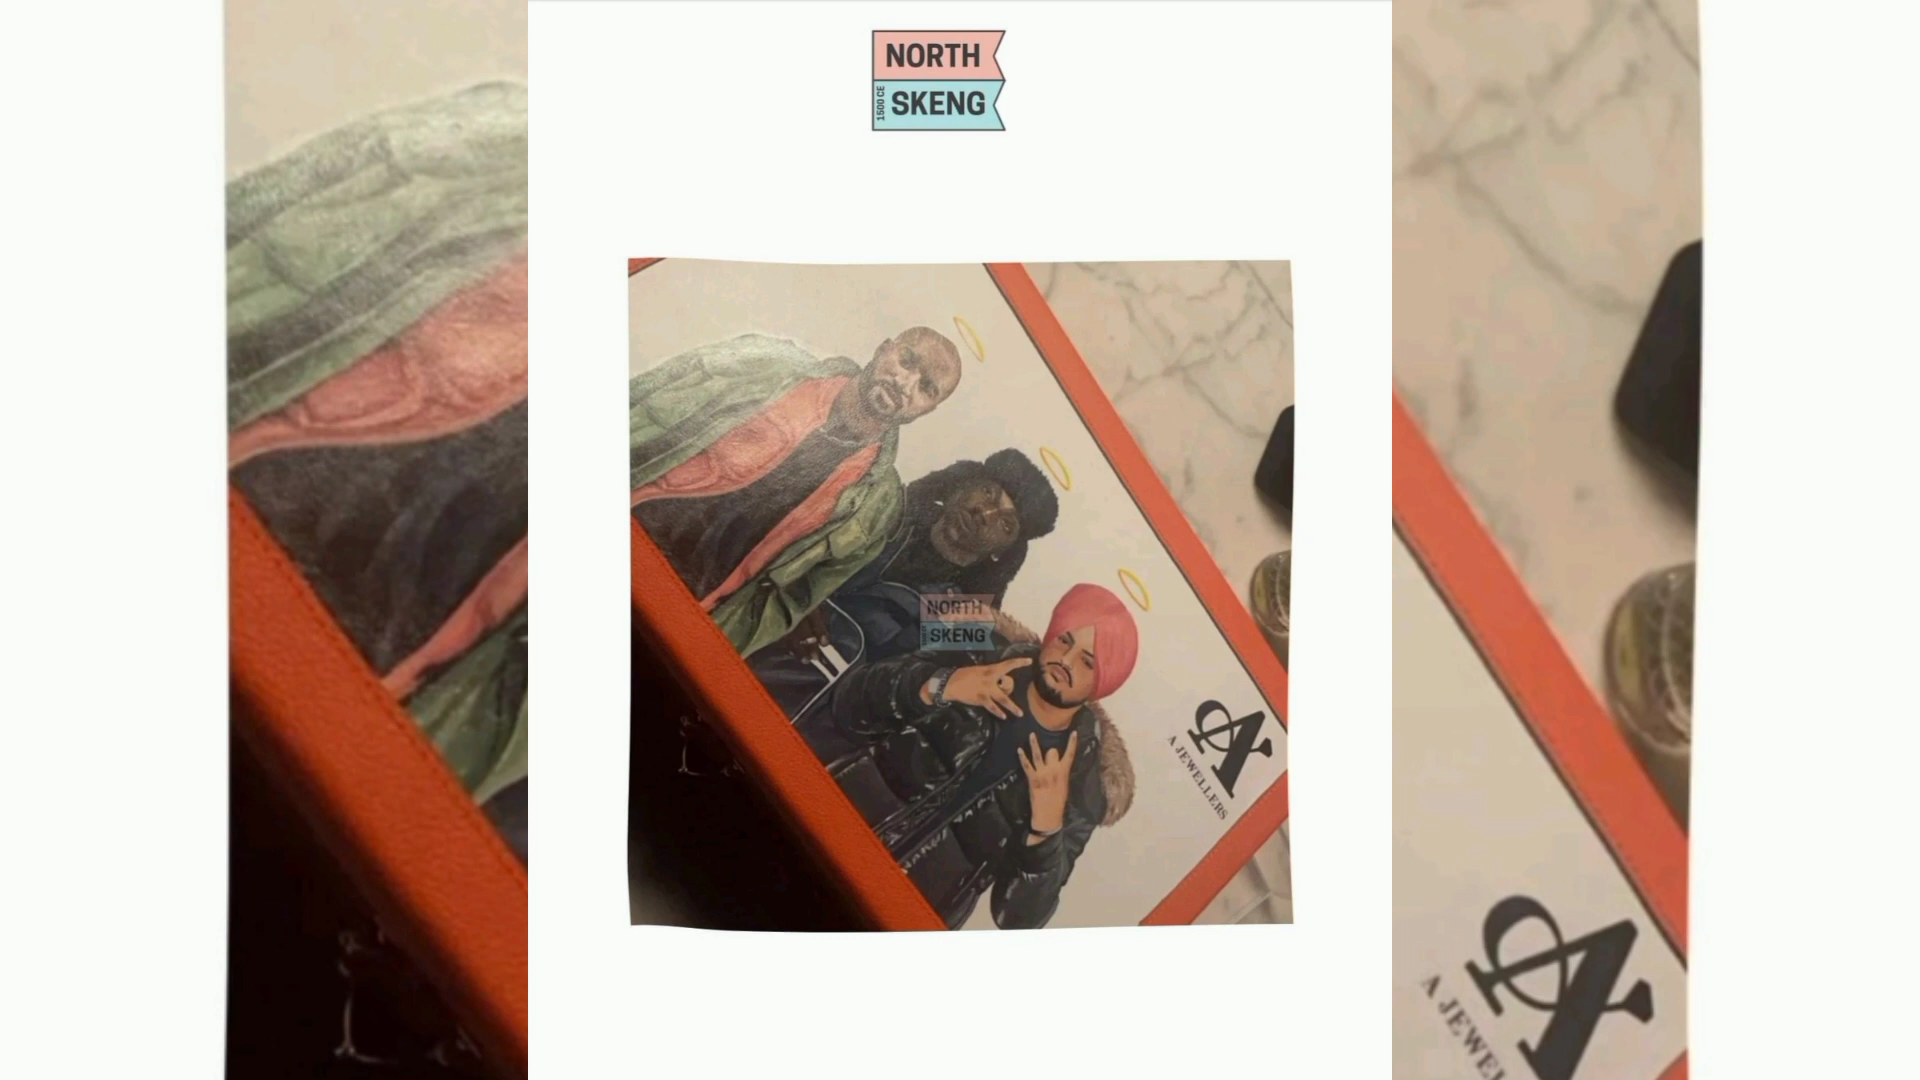 NORTH
1500 CE
SKENG
NORTH
SKENG
A JEWELLERS
A JEWEL